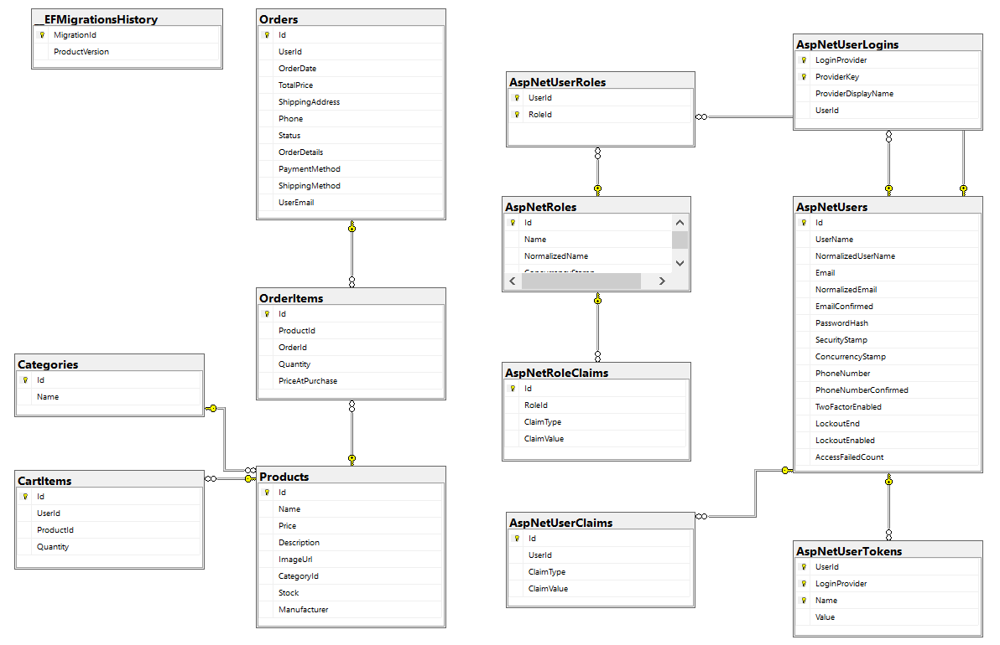 __EFMigrationsHistory
MigrationId
ProductVersion
Orders
Id
UserId
OrderDate
TotalPrice
ShippingAddress
Phone
Status
OrderDetails
PaymentMethod
ShippingMethod
UserEmail
OrderItems
Id
ProductId
OrderId
Quantity
PriceAtPurchase
Categories
Id
Name
CartItems
Id
UserId
ProductId
Quantity
Products
Id
Name
Price
Description
ImageUrl
CategoryId
Stock
Manufacturer
AspNetUserRoles
UserId
RoleId
AspNetRoles
Id
Name
NormalizedName
ConcurrencyStamp
AspNetRoleClaims
Id
RoleId
ClaimType
ClaimValue
AspNetUserClaims
Id
UserId
ClaimType
ClaimValue
AspNetUserLogins
LoginProvider
ProviderKey
ProviderDisplayName
UserId
AspNetUsers
Id
UserName
NormalizedUserName
Email
NormalizedEmail
EmailConfirmed
PasswordHash
SecurityStamp
ConcurrencyStamp
PhoneNumber
PhoneNumberConfirmed
TwoFactorEnabled
LockoutEnd
LockoutEnabled
AccessFailedCount
AspNetUserTokens
UserId
LoginProvider
Name
Value